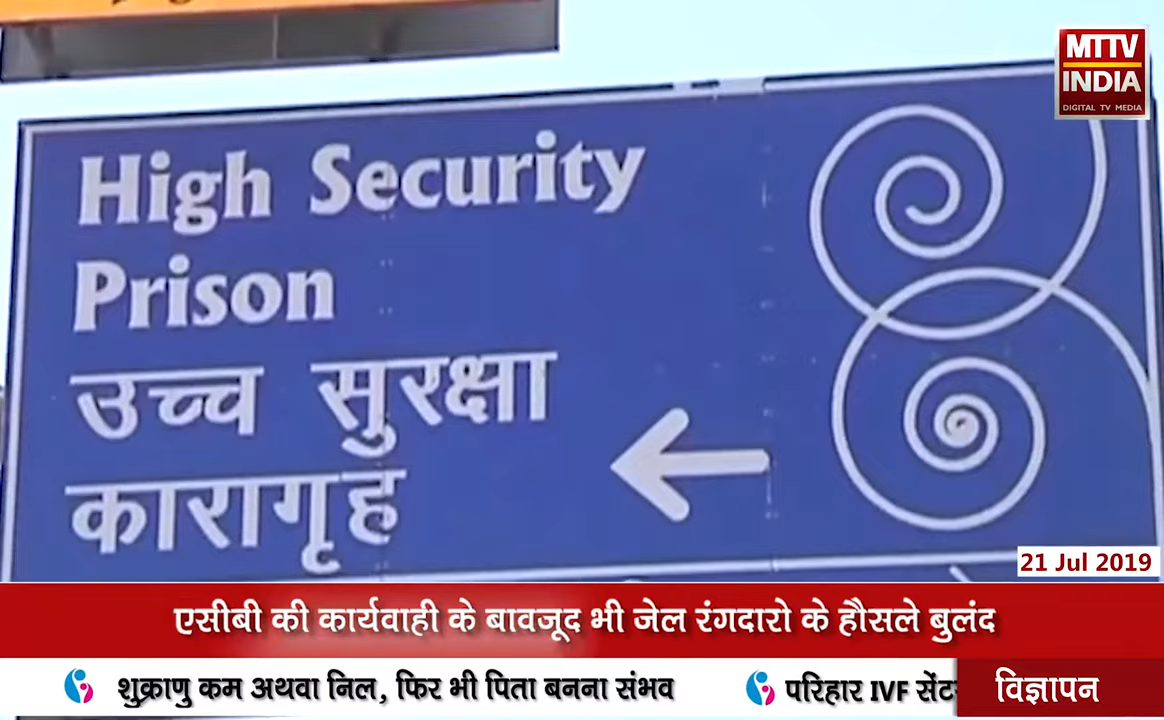 MTTV
INDIA
DIGITAL TV MEDIA
High Security
Prison
उच्च सुरक्षा
कारागृह
21 Jul 2019
एसीबी की कार्यवाही के बावजूद भी जेल रंगदारो के हौसले बुलंद
शुक्राणु कम अथवा निल, फिर भी पिता बनना संभव
परिहार IVF
विज्ञापन